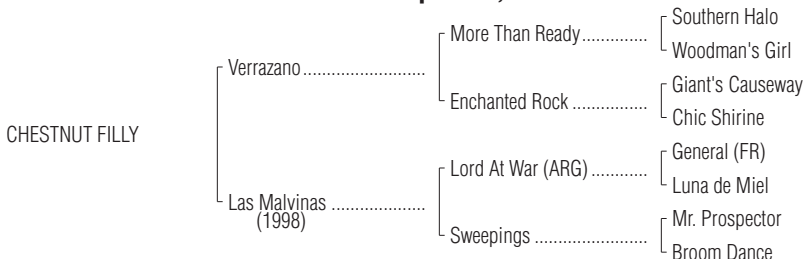 Southern Halo
More Than Ready..............
Woodman's Girl
Verrazano..........................
Giant's Causeway
Enchanted Rock ................
Chic Shirine
CHESTNUT FILLY
General (FR)
Lord At War (ARG) ............
Luna de Miel
Las Malvinas ....................
(1998)
Mr. Prospector
Sweepings ........................
Broom Dance